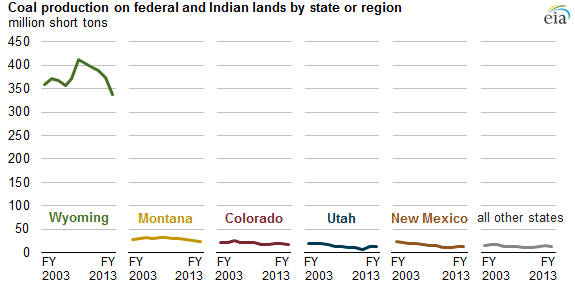 Coal production on federal and Indian lands by state or region
million short tons
eia
450
400
350
300
250
200
150
100
50
0
Wyoming Montana Colorado Utah New Mexico all other states
FY FY FY FY FY FY FY FY FY FY FY FY
2003 2013 2003 2013 2003 2013 2003 2013 2003 2013 2003 2013